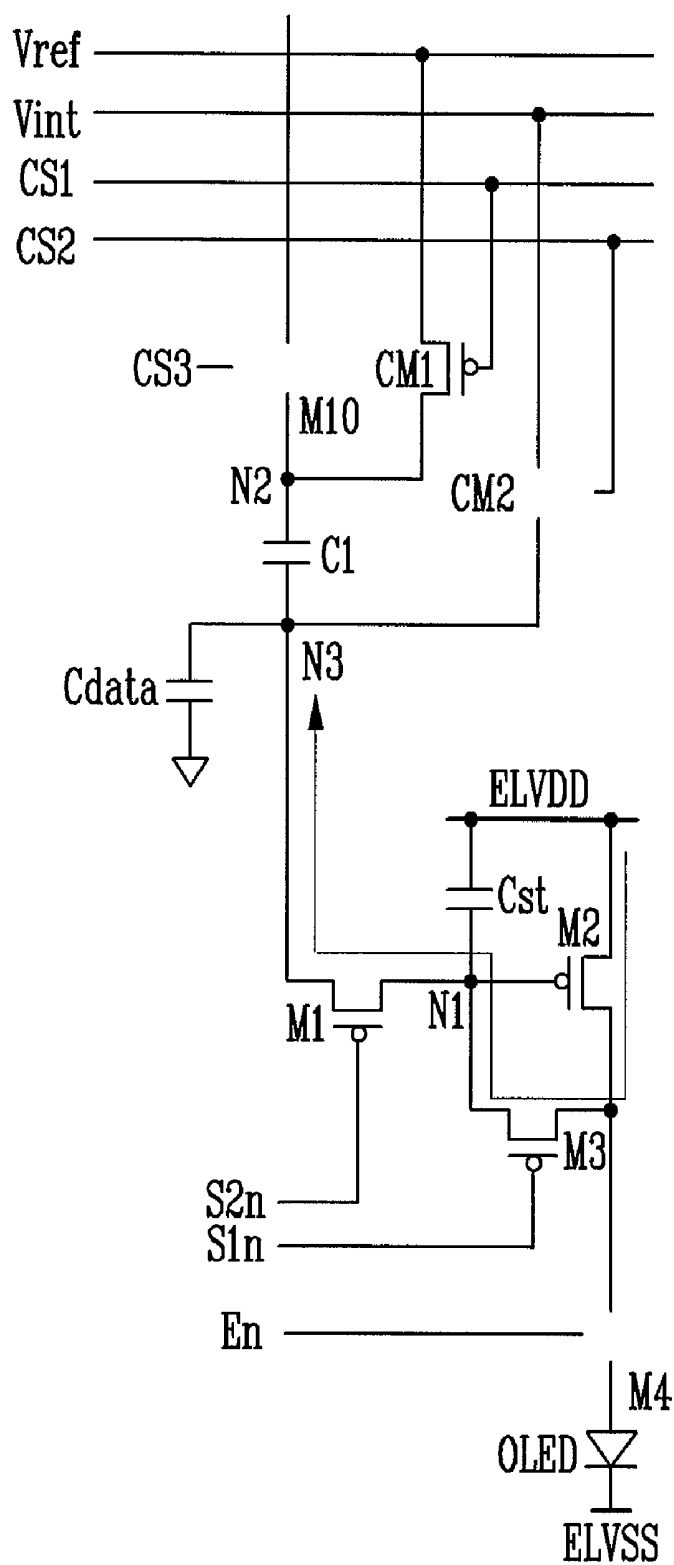 Vref
Vint
CS1
CS2
CS3
CM1
M10
N2
CM2
C1
N3
Cdata
ELVDD
Cst
M2
M1
N1
M3
S2n
S1n
En
M4
OLED
ELVSS